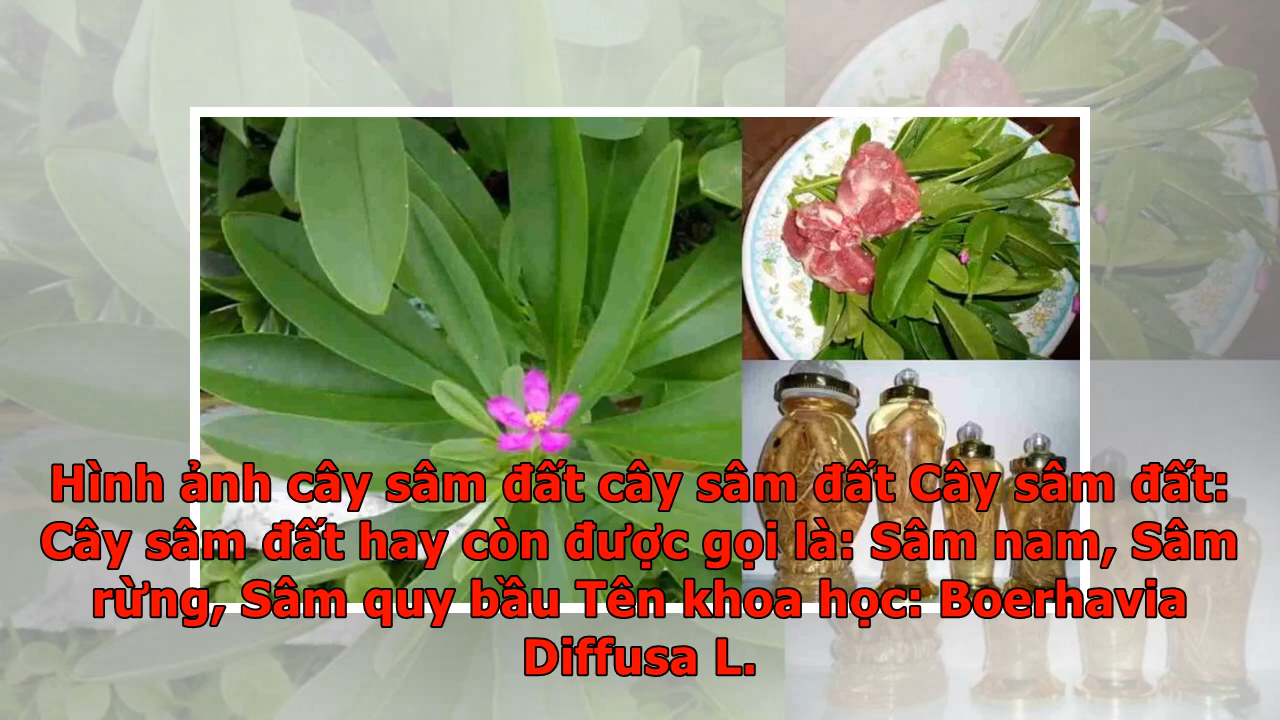 Hình ảnh cây sâm đất cây sâm đất Cây sâm đất:
Cây sâm đất hay còn được gọi là: Sâm nam, Sâm
rừng, Sâm quy bầu Tên khoa học: Boerhavia
Diffusa L.